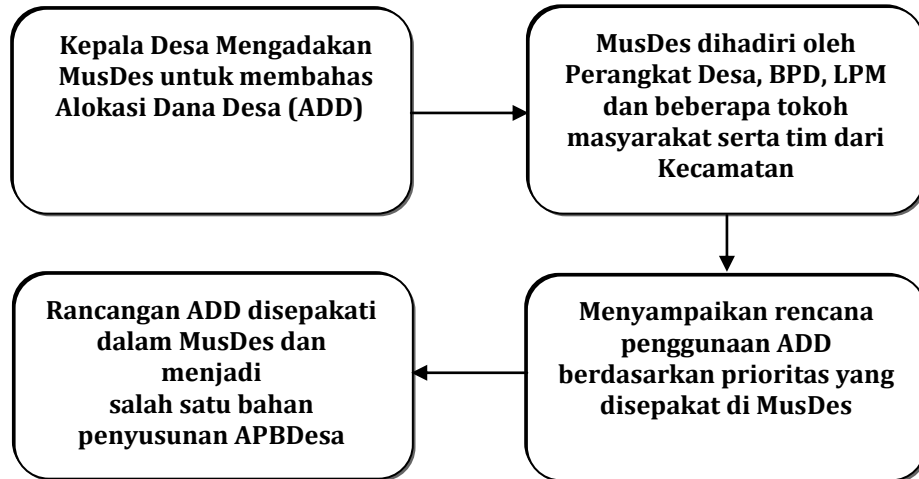 Kepala Desa Mengadakan
MusDes untuk membahas
Alokasi Dana Desa (ADD)
MusDes dihadiri oleh
Perangkat Desa, BPD, LPM
dan beberapa tokoh
masyarakat serta tim dari
Kecamatan
Menyampaikan rencana
penggunaan ADD
berdasarkan prioritas yang
disepakat di MusDes
Rancangan ADD disepakati
dalam MusDes dan
menjadi
salah satu bahan
penyusunan APBDesa